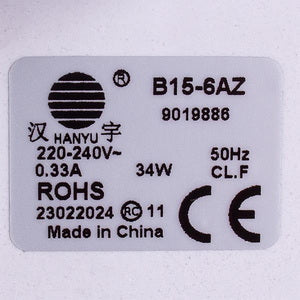 ® B15-6AZ
9019886
汉 HANYU 宇
220-240V~ 50Hz
0.33A 34W CL.F
ROHS
23022024 RC 11 CE
Made in China